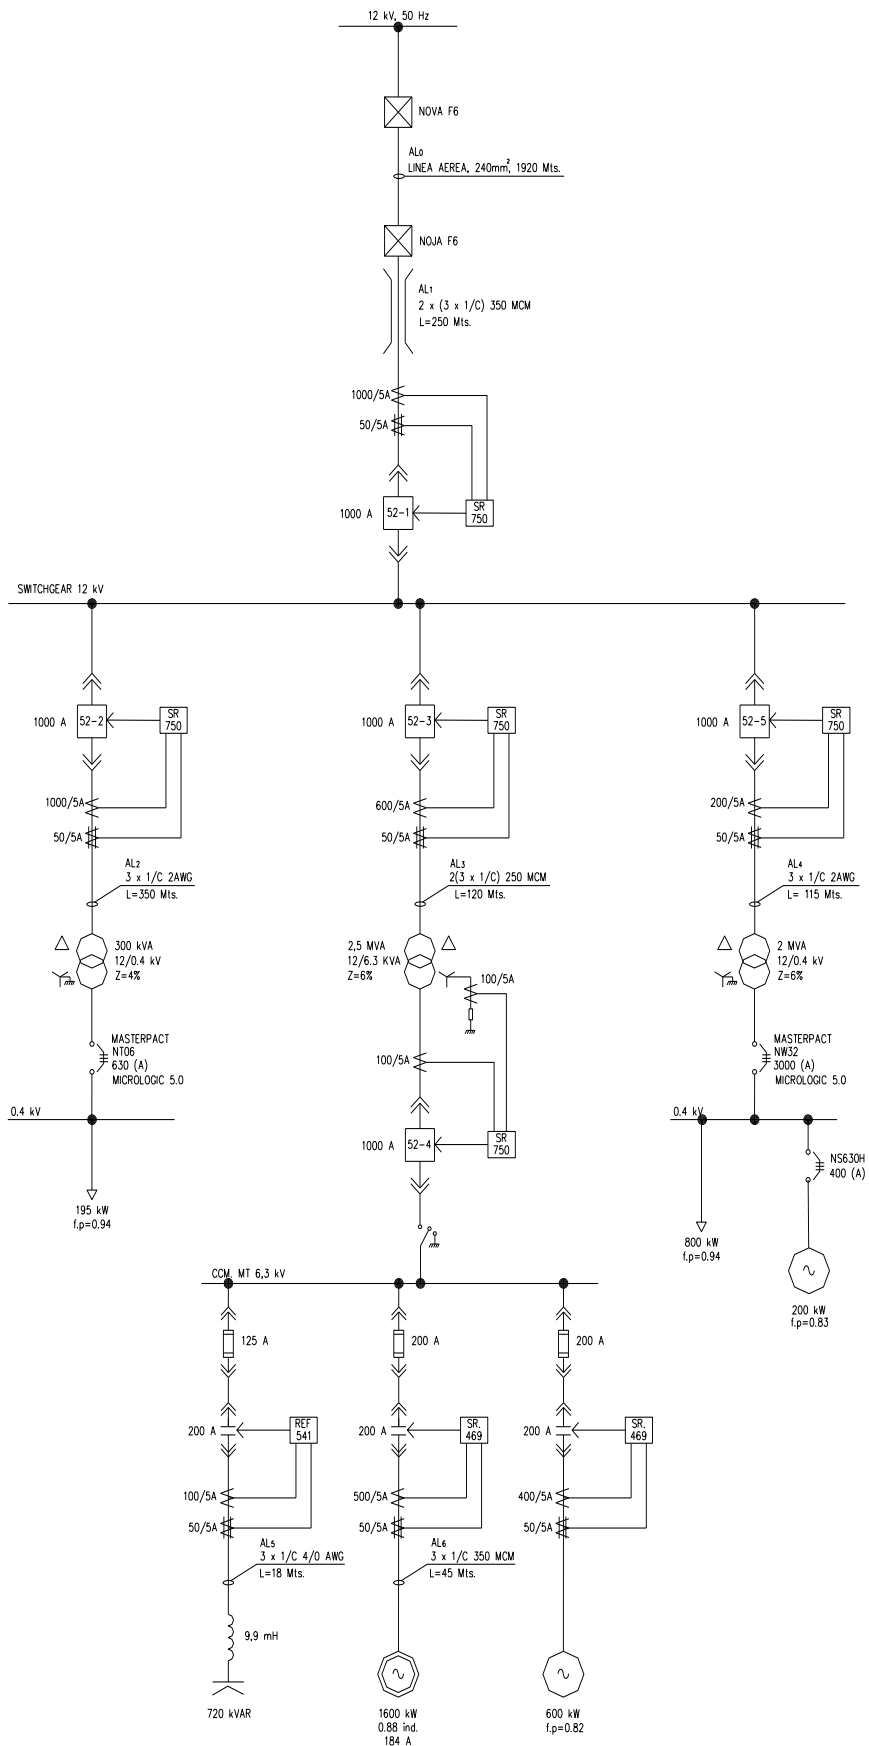 12 kV, 50 Hz
NOVA F6
AL0
LINEA AEREA, 240mm², 1920 Mts.
NOJA F6
AL1
2 x (3 x 1/C) 350 MCM
L=250 Mts.
1000/5A
50/5A
1000 A
52-1
SR
750
SWITCHGEAR 12 kV
1000 A
52-2
SR
750
1000/5A
50/5A
AL2
3 x 1/C 2AWG
L=350 Mts.
300 kVA
12/0.4 kV
Z=4%
MASTERPACT
NT06
630 (A)
MICROLOGIC 5.0
0.4 kV
195 kW
f.p=0.94
1000 A
52-3
SR
750
600/5A
50/5A
AL3
2(3 x 1/C) 250 MCM
L=120 Mts.
2,5 MVA
12/6.3 KVA
Z=6%
100/5A
100/5A
1000 A
52-4
SR
750
1000 A
52-5
SR
750
200/5A
50/5A
AL4
3 x 1/C 2AWG
L= 115 Mts.
2 MVA
12/0.4 kV
Z=6%
MASTERPACT
NW32
3000 (A)
MICROLOGIC 5.0
0.4 kV
NS630H
400 (A)
800 kW
f.p=0.94
200 kW
f.p=0.83
CCM. MT 6,3 kV
125 A
200 A
REF
541
100/5A
50/5A
AL5
3 x 1/C 4/0 AWG
L=18 Mts.
9,9 mH
720 kVAR
200 A
200 A
SR.
469
500/5A
50/5A
AL6
3 x 1/C 350 MCM
L=45 Mts.
1600 kW
0.88 ind.
184 A
200 A
200 A
SR.
469
400/5A
50/5A
600 kW
f.p=0.82